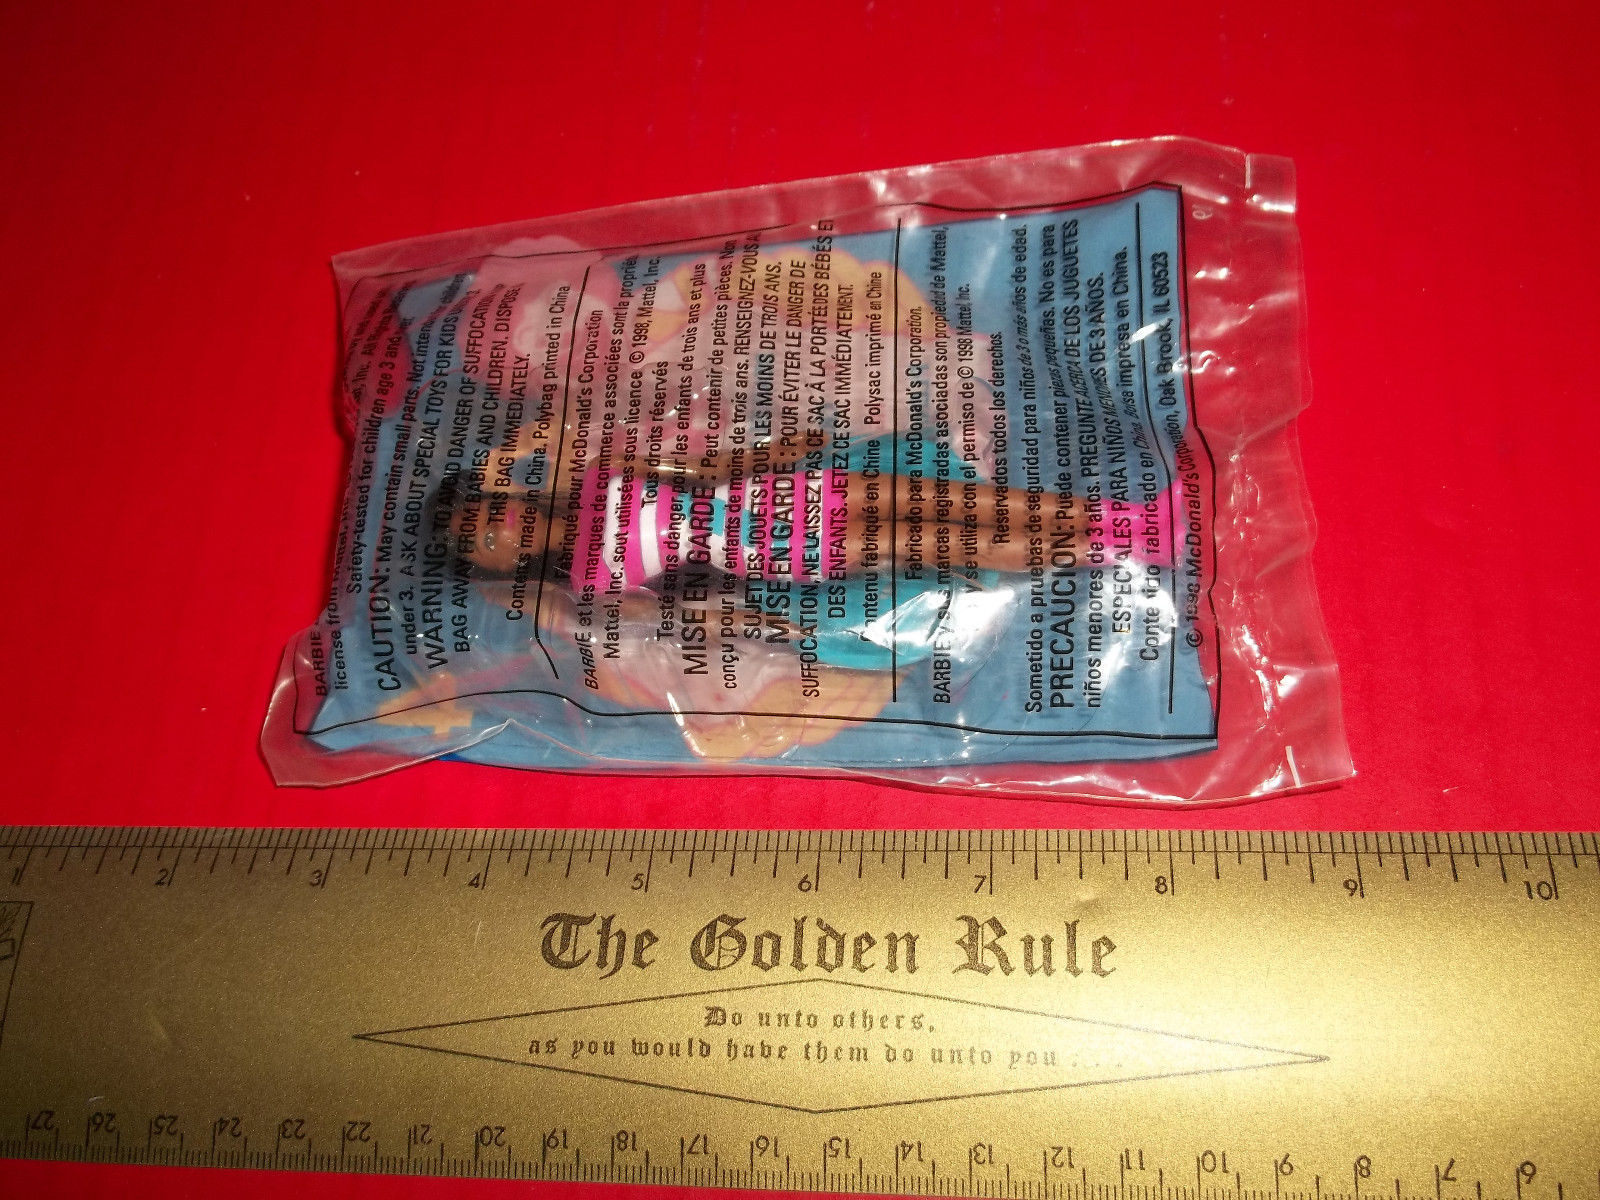 BARBIE
license from Mattel, Inc. All Rights
Safety-tested for children age 3 and over.
CAUTION: May contain small parts. Not intended for children
under 3. ASK ABOUT SPECIAL TOYS FOR KIDS under 3.
WARNING: TO AVOID DANGER OF SUFFOCATION
BAG AWAY FROM BABIES AND CHILDREN. DISPOSE
THIS BAG IMMEDIATELY.
Contents made in China. Polybag printed in China
Fabriqué pour McDonald's Corporation
BARBIE et les marques de commerce associées sont la propriété
Mattel, Inc. sout utilisées sous licence © 1998, Mattel, Inc.
Tous droits réservés
Testé sans danger pour les enfants de trois ans et plus
MISE EN GARDE: Peut contenir de petites pièces. Non
conçu pour les enfants de moins de trois ans. RENSEIGNEZ-VOUS A
SUJET DES JOUETS POUR LES MOINS DE TROIS ANS.
MISE EN GARDE: POUR ÉVITER LE DANGER DE
SUFFOCATION, NE LAISSEZ PAS CE SAC À LA PORTÉE DES BÉBÉS ET
DES ENFANTS. JETEZ CE SAC IMMÉDIATEMENT.
Contenu fabriqué en Chine Polysac imprimé en Chine
Fabricado para McDonald's Corporation.
BARBIE y sus marcas registradas asociadas son propiedad de Mattel,
y se utiliza con el permiso de © 1998 Mattel Inc.
Reservados todos los derechos.
Sometido a pruebas de seguridad para niños de 3 o más años de edad.
PRECAUCION: Puede contener piezas pequeñas. No es para
niños menores de 3 años. PREGUNTE ACERCA DE LOS JUGUETES
ESPECIALES PARA NIÑOS MENORES DE 3 AÑOS.
Contenido fabricado en China. Bolsa impresa en China.
© 1998 McDonald's Corporation, Oak Brook, IL 60523
1 2 3 4 5 6 7 8 9 10
The Golden Rule
Do unto others,
as you would have them do unto you . . . .
27 26 25 24 23 22 21 20 19 18 17 16 15 14 13 12 11 10 9 8 7 6